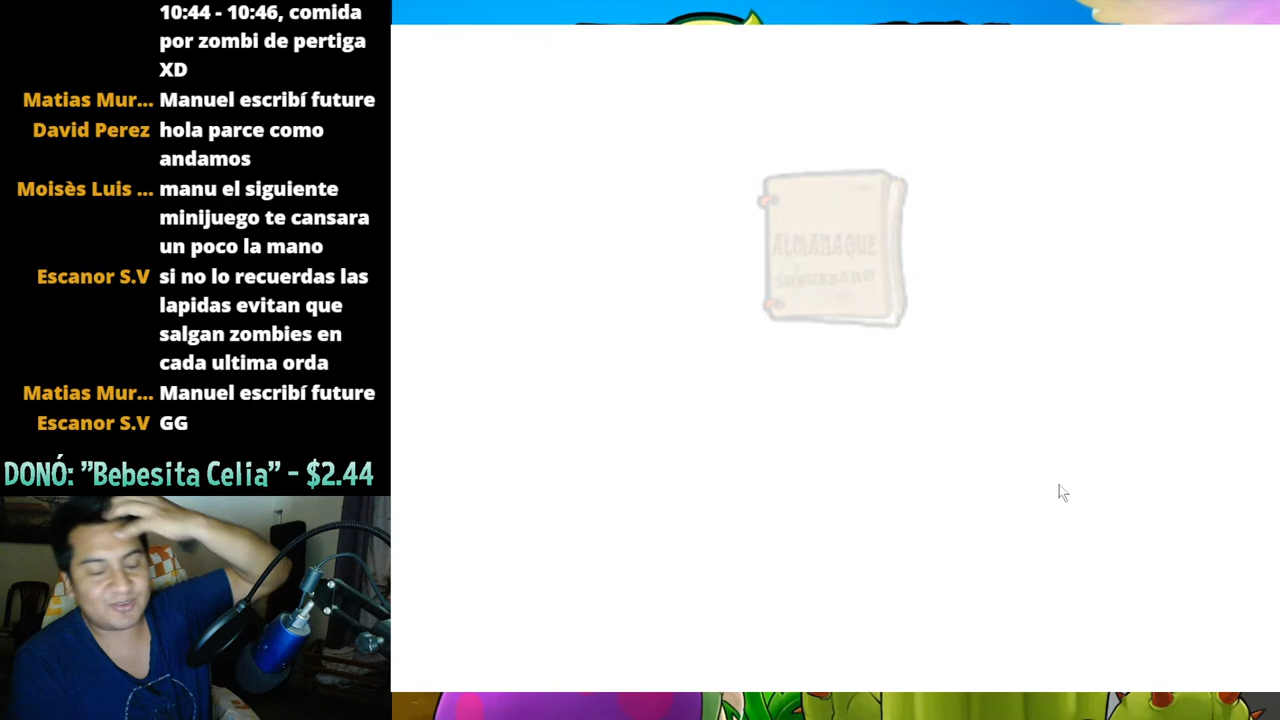 10:44 - 10:46, comida
por zombi de pertiga
XD
Matias Mur... Manuel escribí future
David Perez hola parce como
andamos
Moisès Luis ... manu el siguiente
minijuego te cansara
un poco la mano
Escanor S.V si no lo recuerdas las
lapidas evitan que
salgan zombies en
cada ultima orda
Matias Mur... Manuel escribí future
Escanor S.V GG
DONÓ: "Bebesita Celia" - $2.44
ALMANAQUE
SUBURBANO